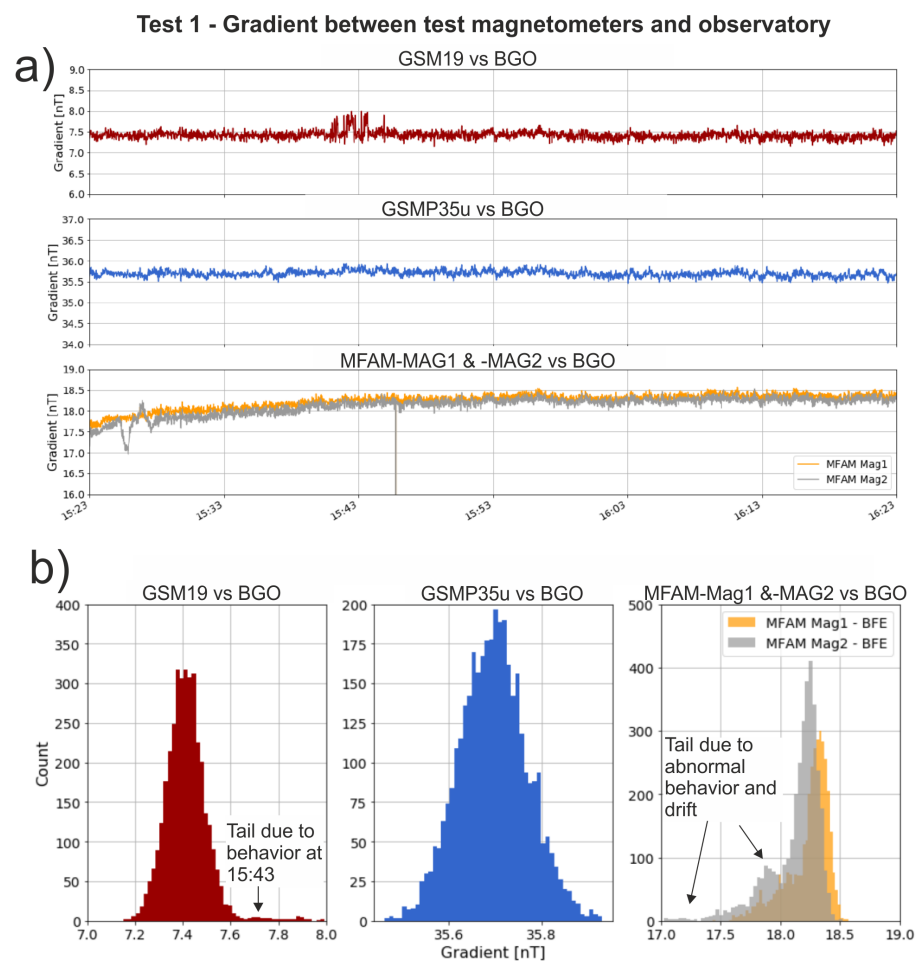 Test 1 - Gradient between test magnetometers and observatory
a)
GSM19 vs BGO
Gradient [nT]
9.0
8.5
8.0
7.5
7.0
6.5
6.0
GSMP35u vs BGO
Gradient [nT]
37.0
36.5
36.0
35.5
35.0
34.5
34.0
MFAM-MAG1 & -MAG2 vs BGO
Gradient [nT]
19.0
18.5
18.0
17.5
17.0
16.5
16.0
MFAM Mag1
MFAM Mag2
15:23 15:33 15:43 15:53 16:03 16:13 16:23
b)
GSM19 vs BGO
Count
400
350
300
250
200
150
100
50
0
Tail due to
behavior at
15:43
7.0 7.2 7.4 7.6 7.8 8.0
GSMP35u vs BGO
200
175
150
125
100
75
50
25
0
35.6 35.8
Gradient [nT]
MFAM-Mag1 &-MAG2 vs BGO
500
400
300
200
100
0
MFAM Mag1 - BFE
MFAM Mag2 - BFE
Tail due to
abnormal
behavior and
drift
17.0 17.5 18.0 18.5 19.0